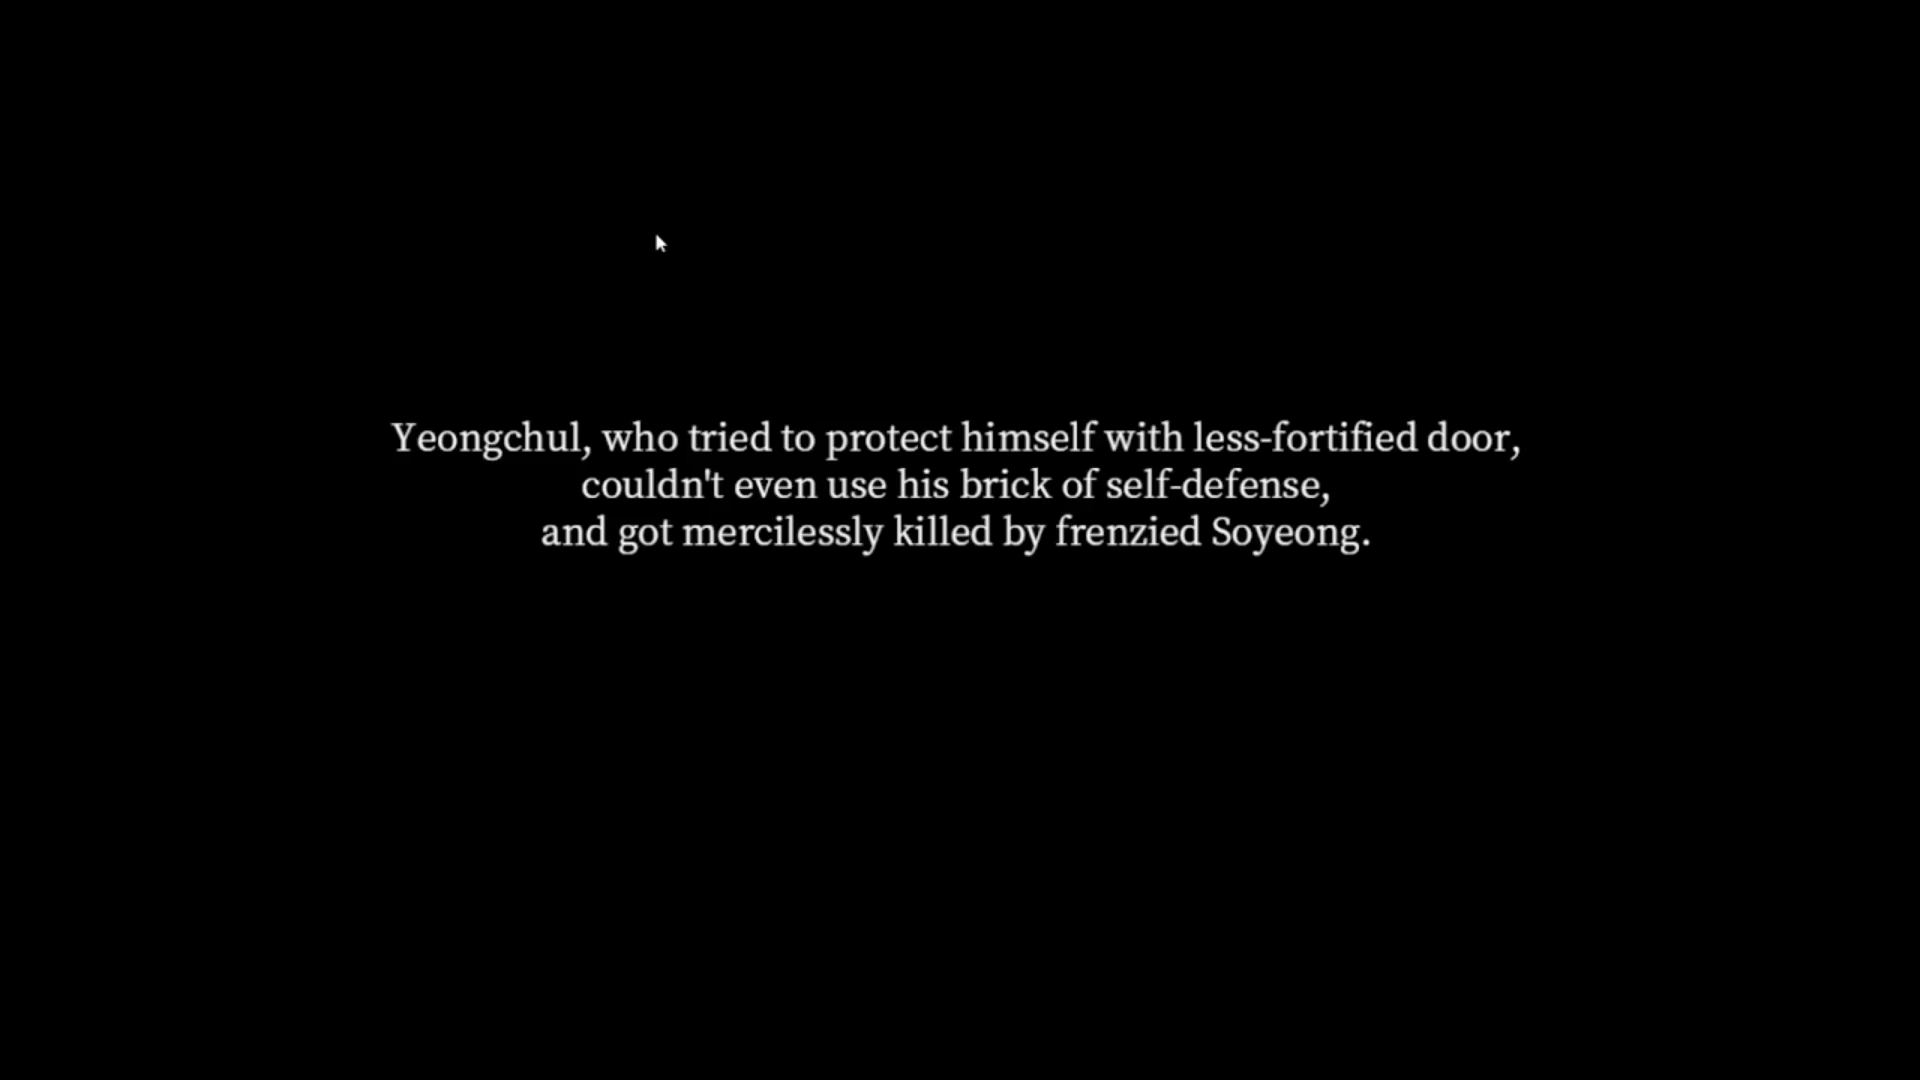 Yeongchul, who tried to protect himself with less-fortified door,
couldn't even use his brick of self-defense,
and got mercilessly killed by frenzied Soyeong.